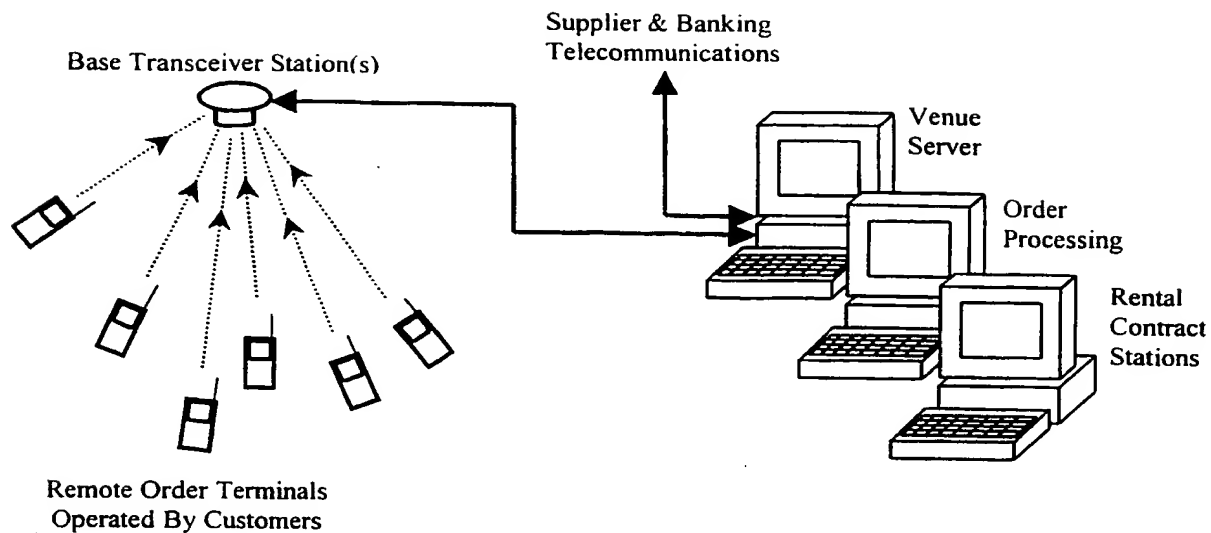 Supplier & Banking
Telecommunications
Base Transceiver Station(s)
Venue
Server
Order
Processing
Rental
Contract
Stations
Remote Order Terminals
Operated By Customers